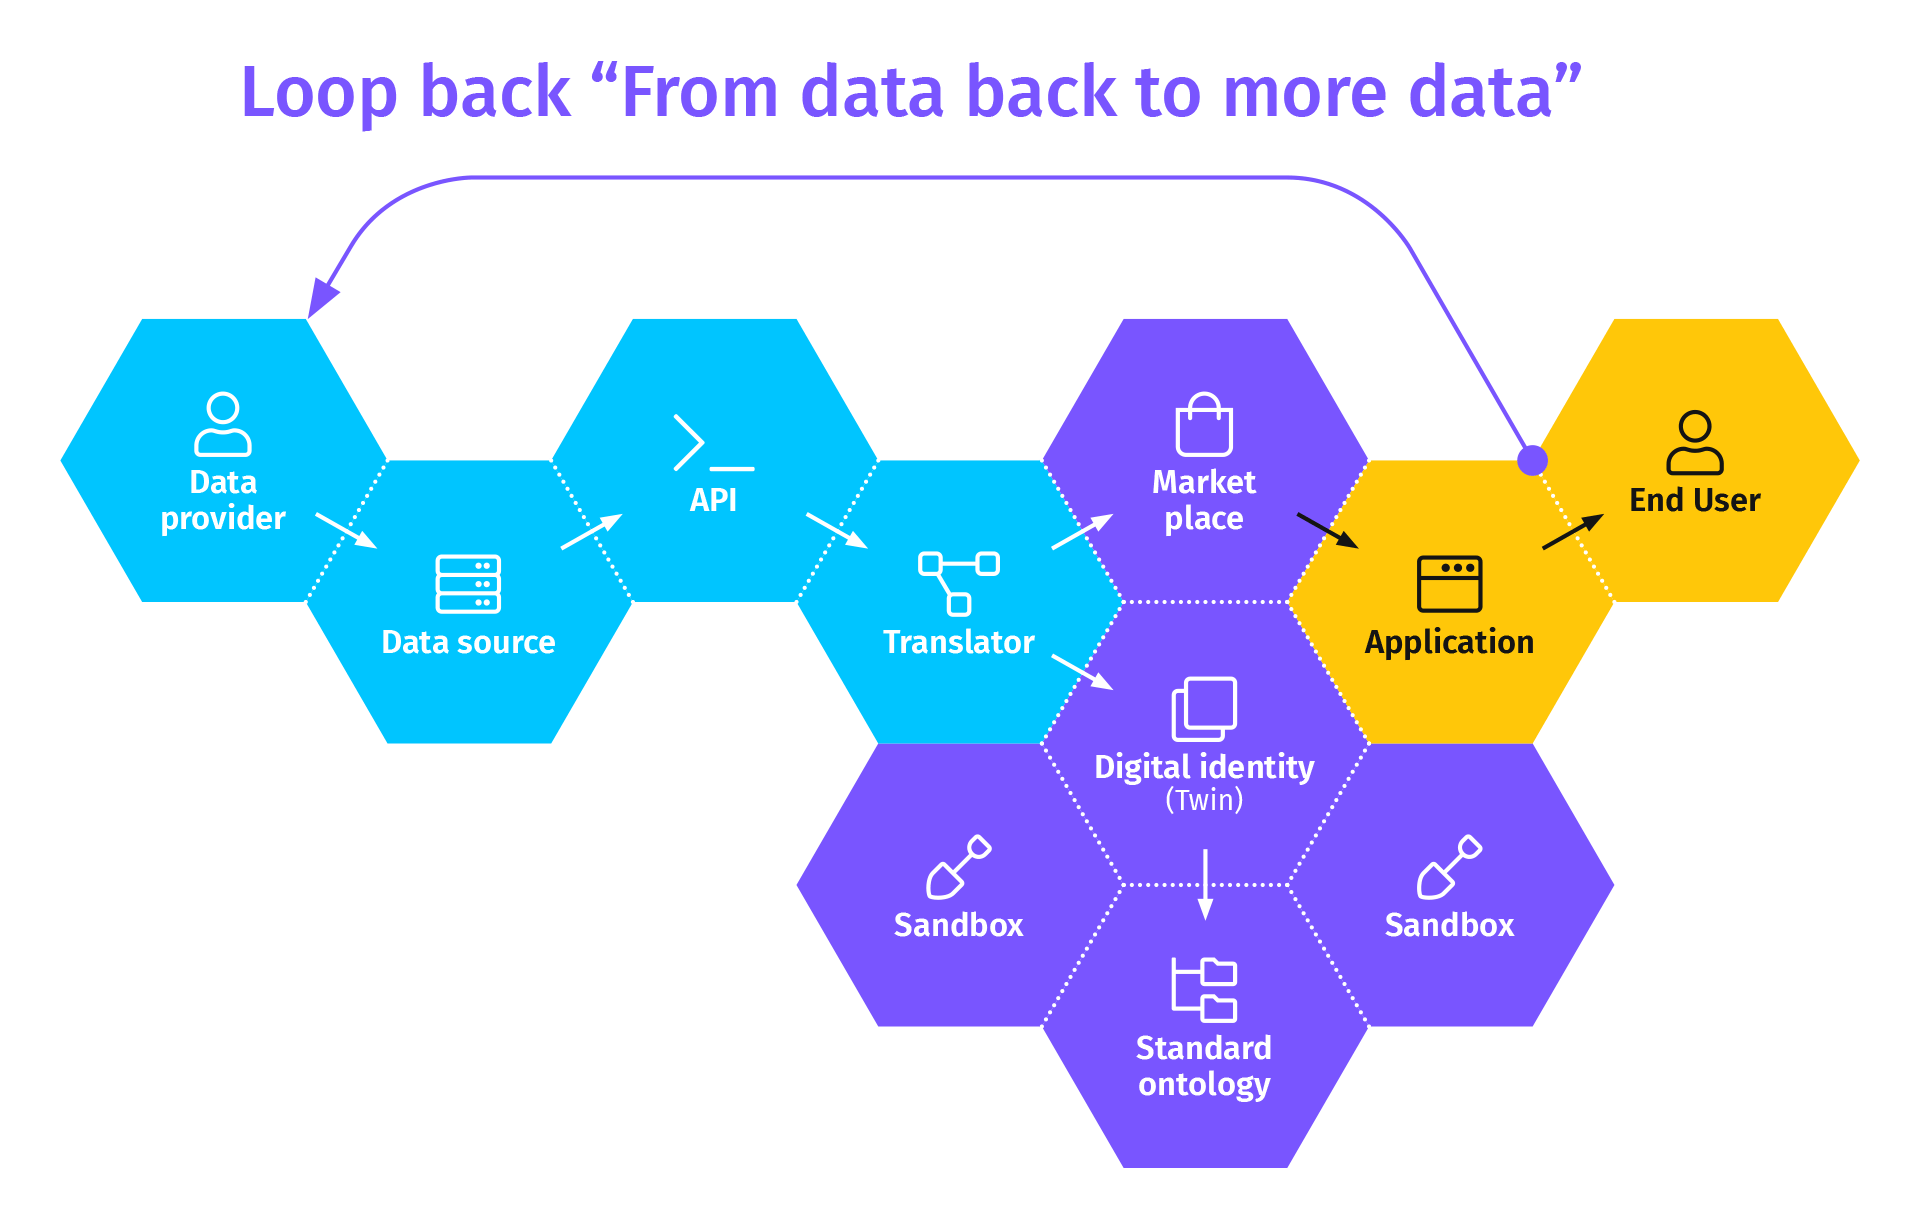 Loop back “From data back to more data”
Data
provider
Data source
API
Translator
Market
place
Application
End User
Digital identity
(Twin)
Sandbox
Sandbox
Standard
ontology